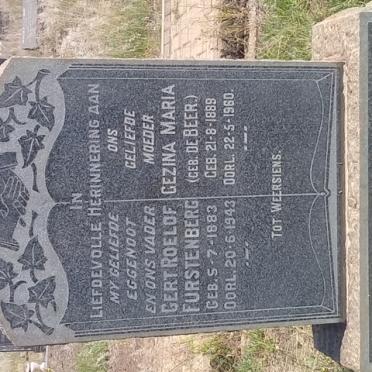 IN
LIEFDEVOLLE HERINNERING AAN
MY GELIEFDE
EGGENOOT
EN ONS VADER
GERT ROELOF
FURSTENBERG
GEB. 5-7-1883
OORL. 20-6-1943
ONS
GELIEFDE
MOEDER
GEZINA MARIA
(GEB. DE BEER.)
GEB. 21-8-1889
OORL. 22-5-1960.
TOT WEERSIENS.